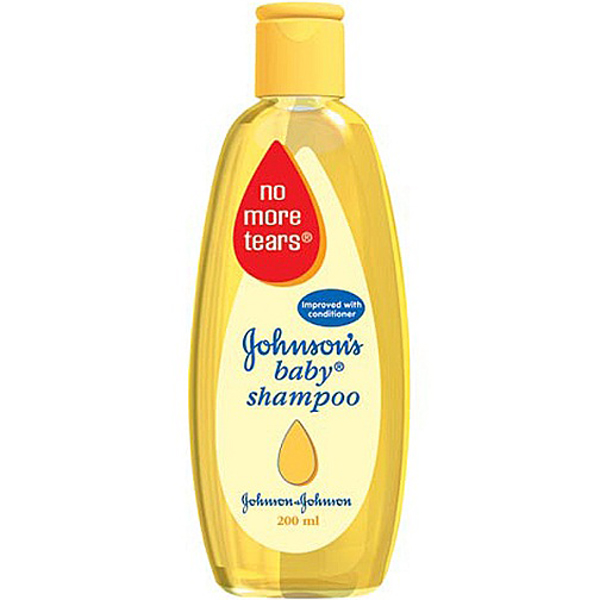 no
more
tears®
Improved with
conditioner
Johnson's
baby®
shampoo
Johnson & Johnson
200 ml